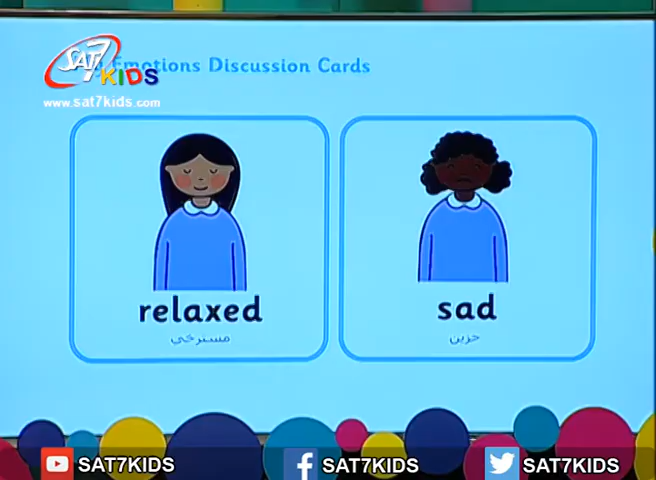 SAT7 KIDS
Emotions Discussion Cards
www.sat7kids.com
relaxed
مسترخي
sad
حزين
SAT7KIDS
SAT7KIDS
SAT7KIDS